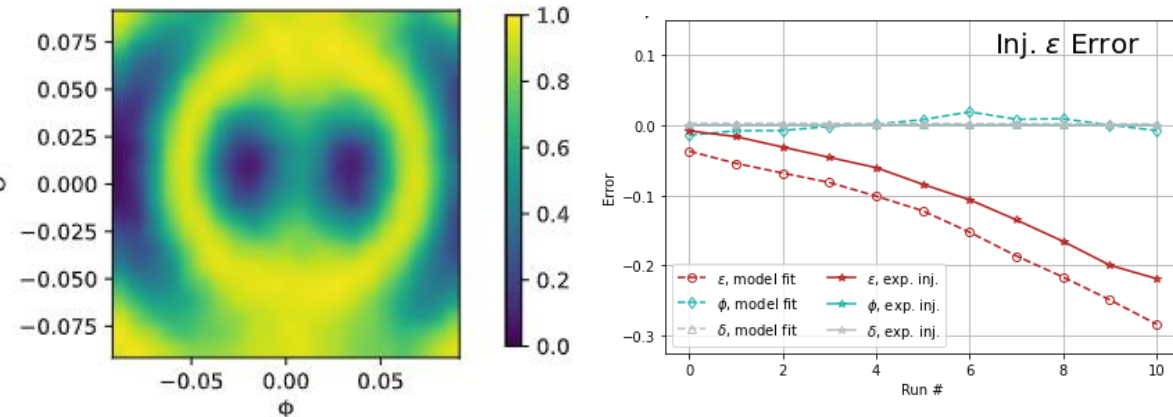 0.075
0.050
0.025
0.000
−0.025
−0.050
−0.075
−0.05 0.00 0.05
Φ
1.0
0.8
0.6
0.4
0.2
0.0
Inj. ε Error
0.1
0.0
−0.1
−0.2
−0.3
Error
ε, model fit ε, exp. inj.
ϕ, model fit ϕ, exp. inj.
δ, model fit δ, exp. inj.
0 2 4 6 8 10
Run #